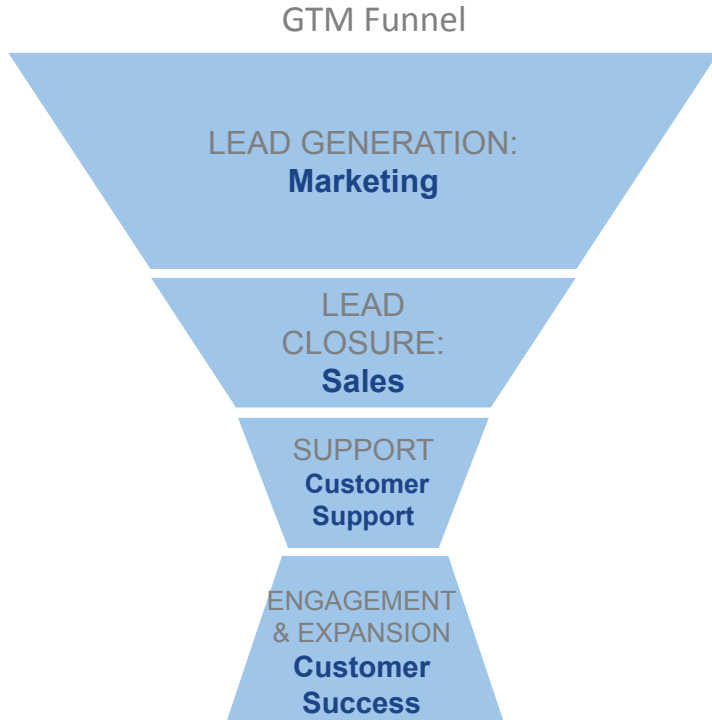 GTM Funnel
LEAD GENERATION:
Marketing
LEAD
CLOSURE:
Sales
SUPPORT
Customer
Support
ENGAGEMENT
& EXPANSION
Customer
Success